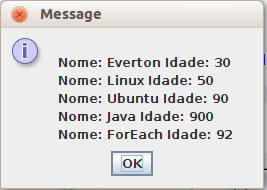 Message
Nome: Everton Idade: 30
Nome: Linux Idade: 50
Nome: Ubuntu Idade: 90
Nome: Java Idade: 900
Nome: ForEach Idade: 92
OK